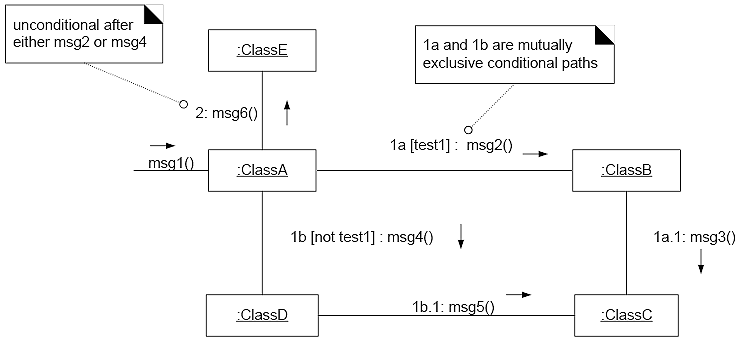 unconditional after
either msg2 or msg4
:ClassE
1a and 1b are mutually
exclusive conditional paths
2: msg6()
msg1()
:ClassA
1a [test1] : msg2()
:ClassB
1b [not test1] : msg4()
1a.1: msg3()
:ClassD
1b.1: msg5()
:ClassC